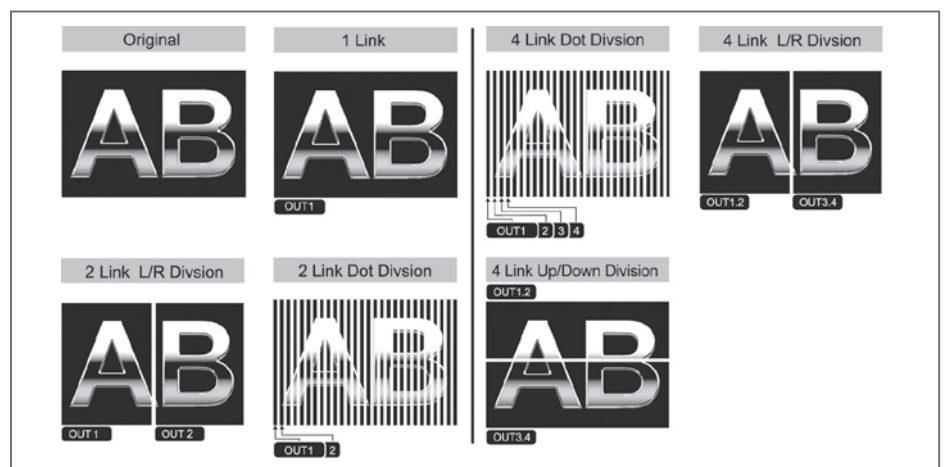 Original
AB
1 Link
AB
OUT1
4 Link Dot Divsion
AB
OUT1 2 3 4
4 Link L/R Divsion
AB
OUT1.2 OUT3.4
2 Link L/R Divsion
AB
OUT 1 OUT 2
2 Link Dot Divsion
AB
OUT1 2
4 Link Up/Down Division
OUT1.2
AB
OUT3.4